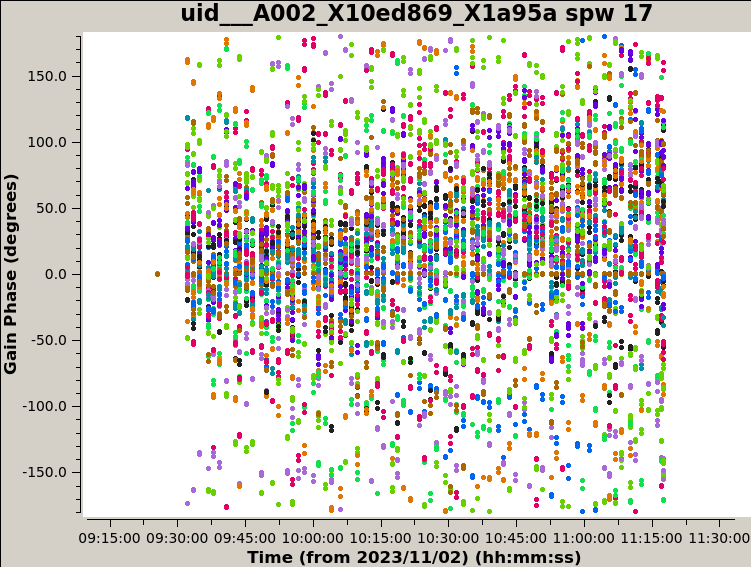 uid___A002_X10ed869_X1a95a spw 17
150.0
100.0
50.0
0.0
-50.0
-100.0
-150.0
Gain Phase (degrees)
09:15:00 09:30:00 09:45:00 10:00:00 10:15:00 10:30:00 10:45:00 11:00:00 11:15:00 11:30:00
Time (from 2023/11/02) (hh:mm:ss)